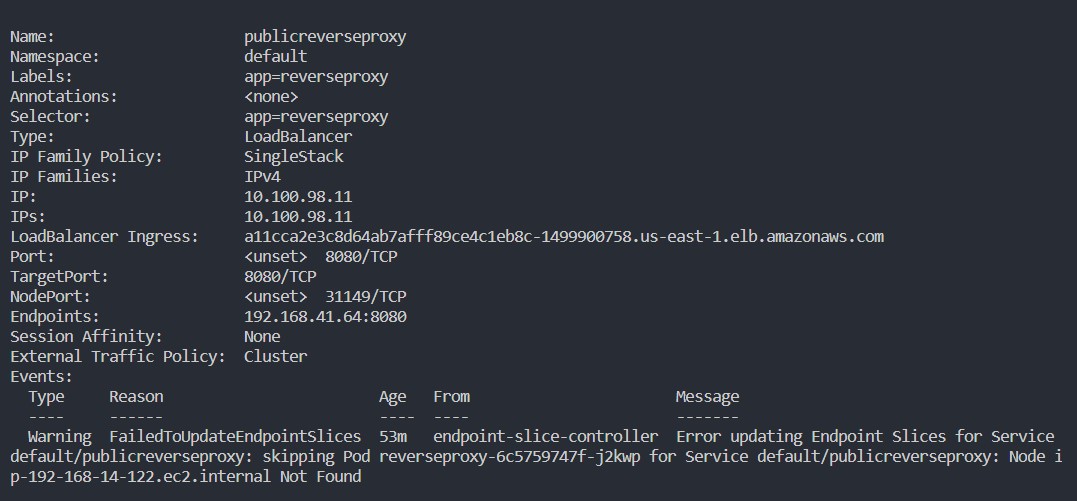 Name: publicreverseproxy
Namespace: default
Labels: app=reverseproxy
Annotations: <none>
Selector: app=reverseproxy
Type: LoadBalancer
IP Family Policy: SingleStack
IP Families: IPv4
IP: 10.100.98.11
IPs: 10.100.98.11
LoadBalancer Ingress: a11cca2e3c8d64ab7afff89ce4c1eb8c-1499900758.us-east-1.elb.amazonaws.com
Port: <unset> 8080/TCP
TargetPort: 8080/TCP
NodePort: <unset> 31149/TCP
Endpoints: 192.168.41.64:8080
Session Affinity: None
External Traffic Policy: Cluster
Events:
Type Reason Age From Message
---- ------ ---- ---- -------
Warning FailedToUpdateEndpointSlices 53m endpoint-slice-controller Error updating Endpoint Slices for Service
default/publicreverseproxy: skipping Pod reverseproxy-6c5759747f-j2kwp for Service default/publicreverseproxy: Node i
p-192-168-14-122.ec2.internal Not Found